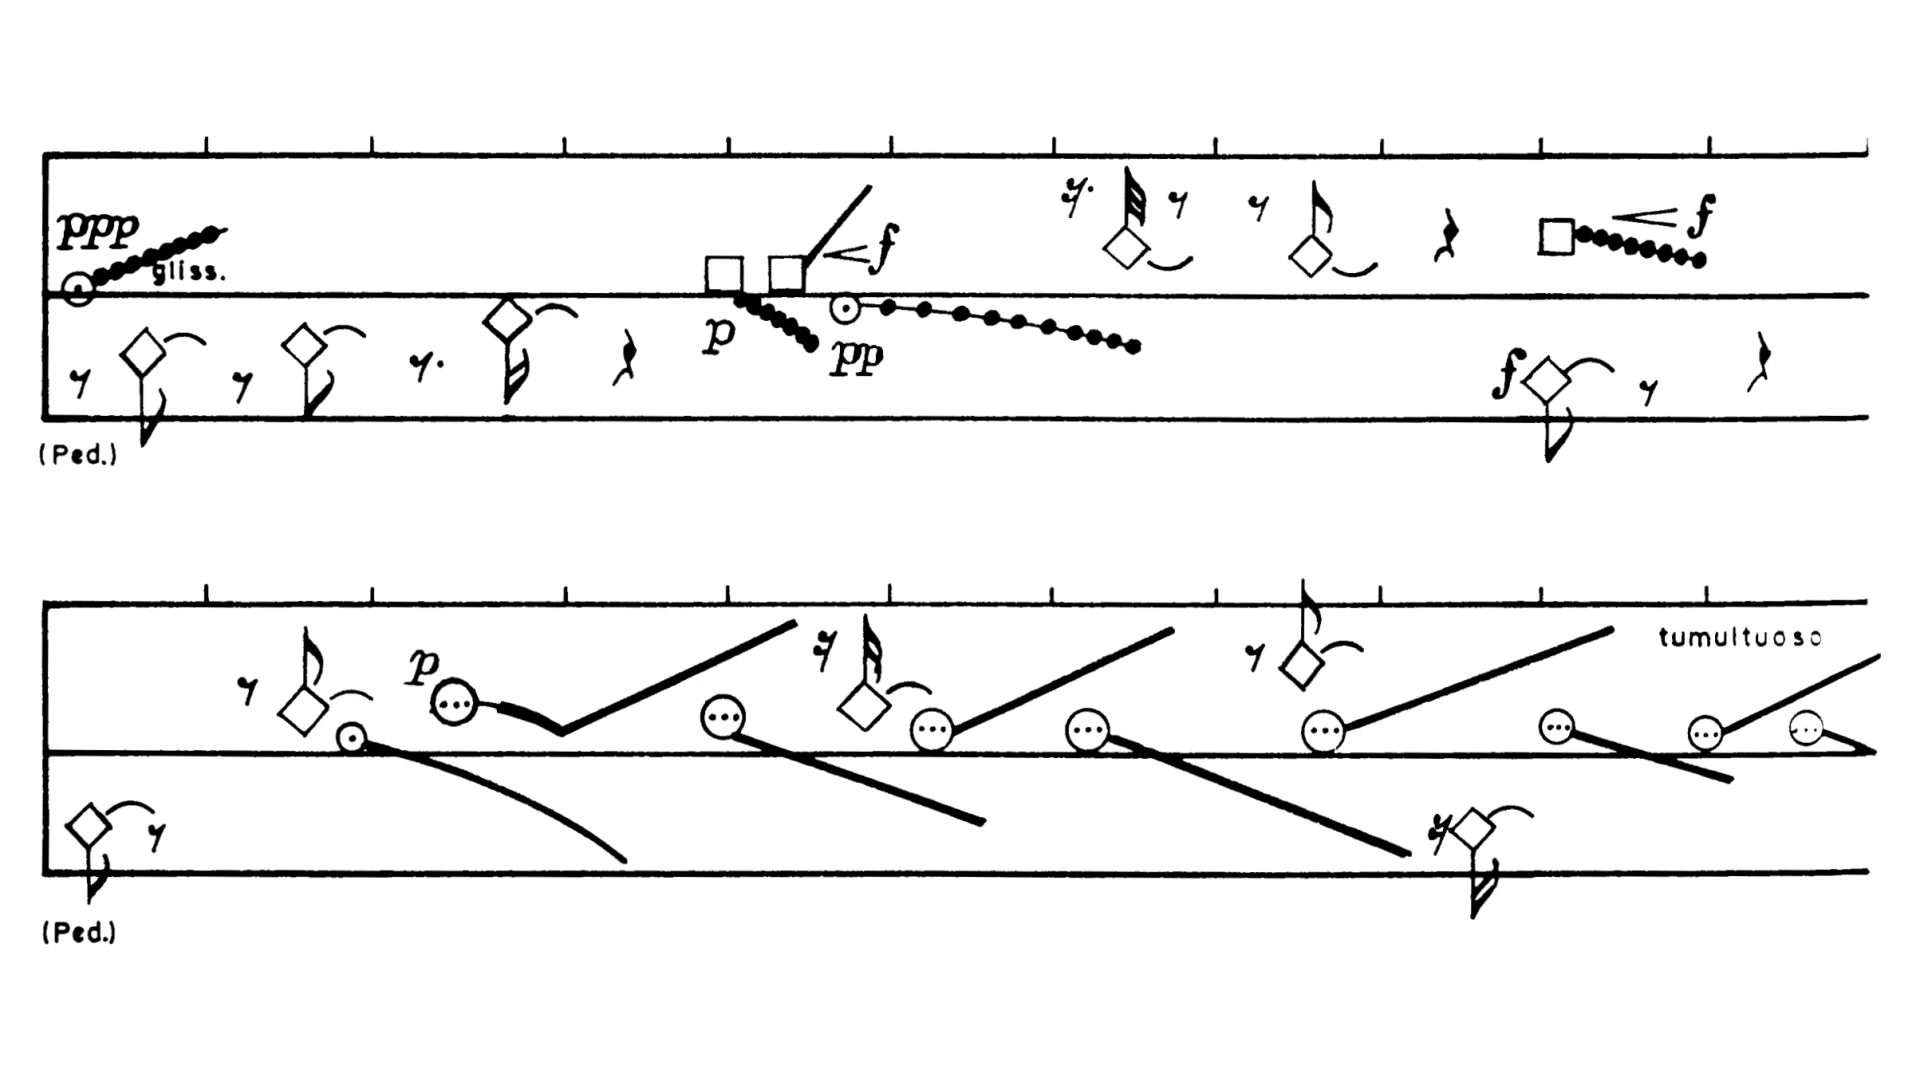 ppp
gliss.
f
f
p
pp
f
(Ped.)
tumultuoso
p
(Ped.)